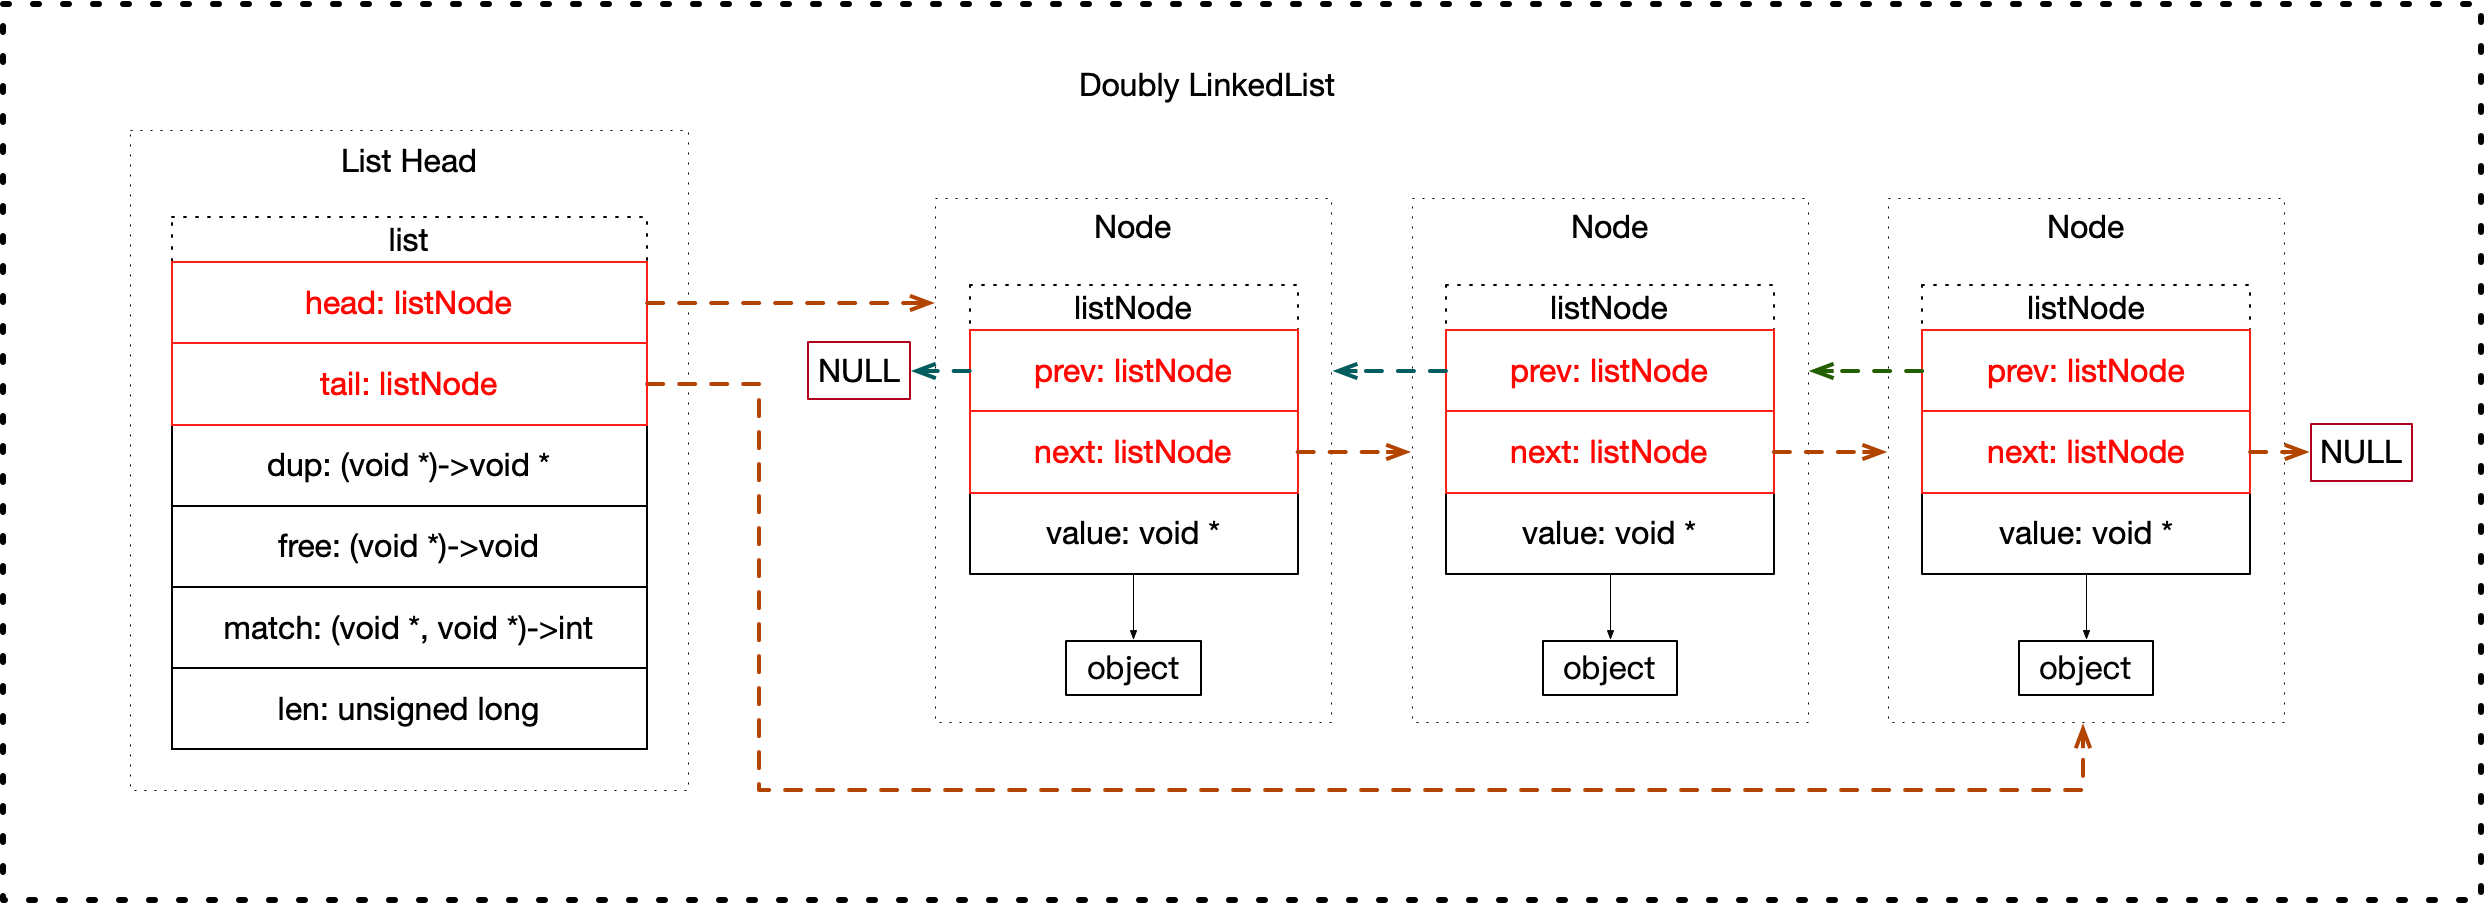 Doubly LinkedList
List Head
list
head: listNode
tail: listNode
dup: (void *)->void *
free: (void *)->void
match: (void *, void *)->int
len: unsigned long
NULL
Node
listNode
prev: listNode
next: listNode
value: void *
object
Node
listNode
prev: listNode
next: listNode
value: void *
object
Node
listNode
prev: listNode
next: listNode
value: void *
object
NULL